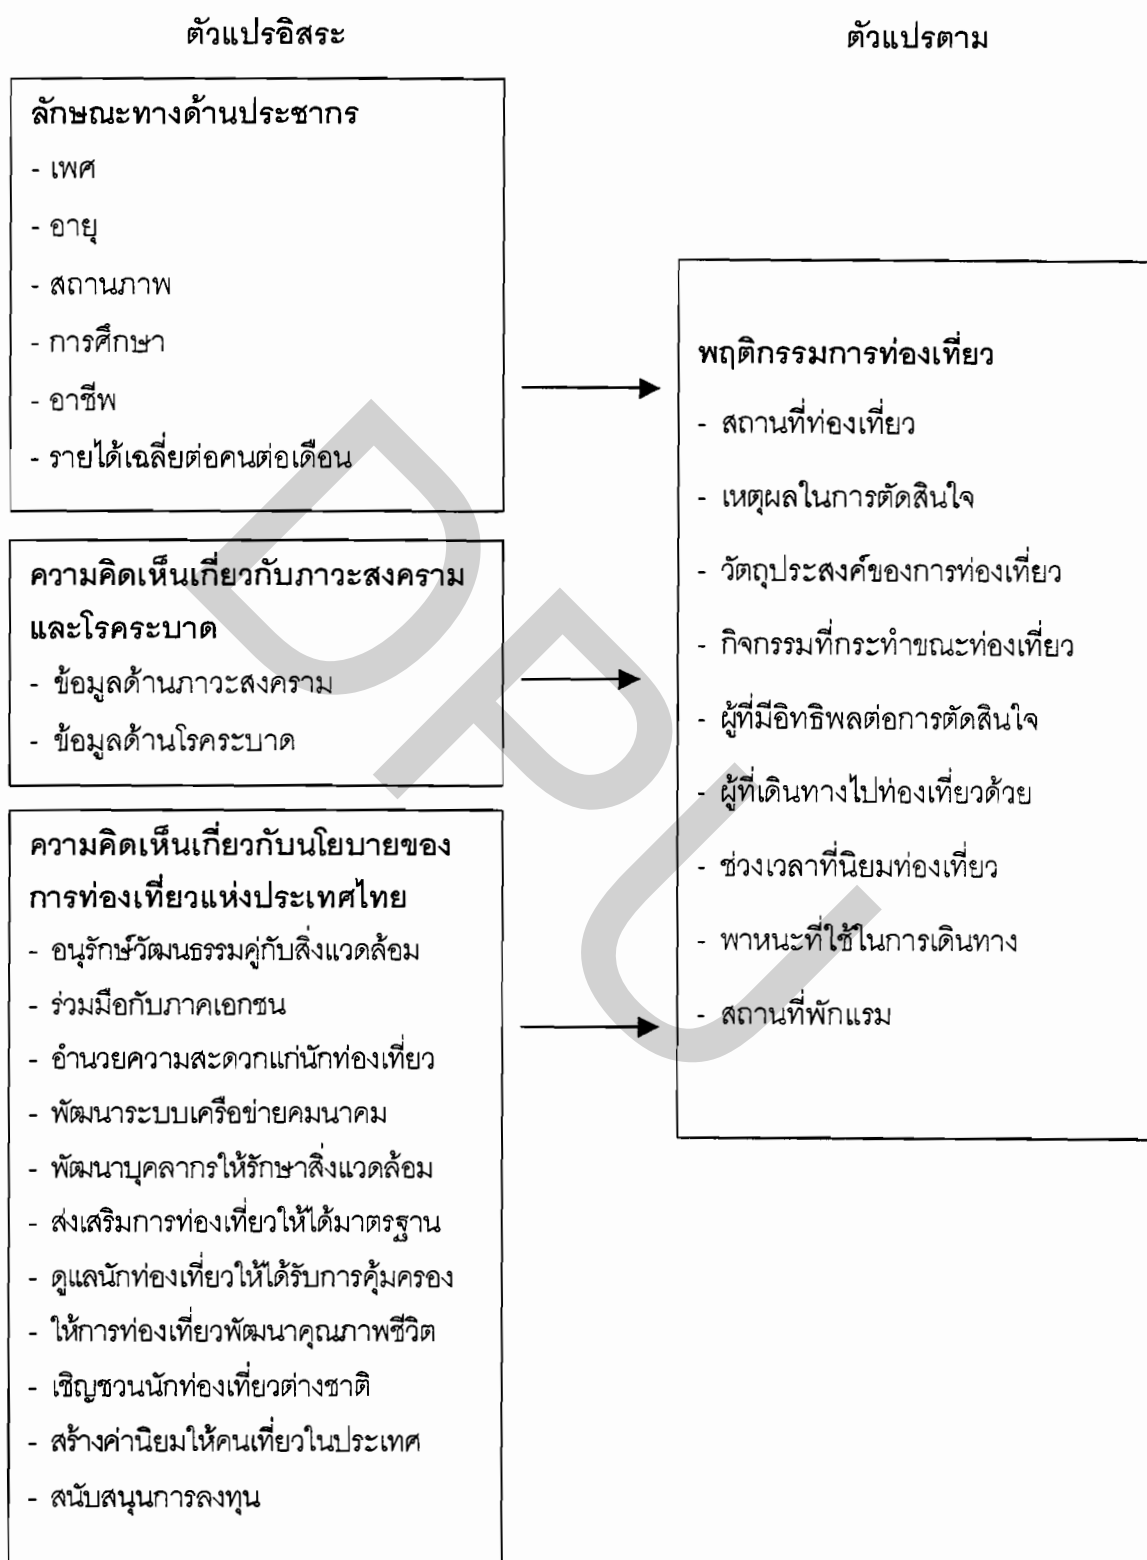 ตัวแปรอิสระ
ตัวแปรตาม
ลักษณะทางด้านประชากร
- เพศ
- อายุ
- สถานภาพ
- การศึกษา
- อาชีพ
- รายได้เฉลี่ยต่อคนต่อเดือน
ความคิดเห็นเกี่ยวกับภาวะสงคราม
และโรคระบาด
- ข้อมูลด้านภาวะสงคราม
- ข้อมูลด้านโรคระบาด
ความคิดเห็นเกี่ยวกับนโยบายของ
การท่องเที่ยวแห่งประเทศไทย
- อนุรักษ์วัฒนธรรมคู่กับสิ่งแวดล้อม
- ร่วมมือกับภาคเอกชน
- อำนวยความสะดวกแก่นักท่องเที่ยว
- พัฒนาระบบเครือข่ายคมนาคม
- พัฒนาบุคลากรให้รักษาสิ่งแวดล้อม
- ส่งเสริมการท่องเที่ยวให้ได้มาตรฐาน
- ดูแลนักท่องเที่ยวให้ได้รับการคุ้มครอง
- ให้การท่องเที่ยวพัฒนาคุณภาพชีวิต
- เชิญชวนนักท่องเที่ยวต่างชาติ
- สร้างค่านิยมให้คนเที่ยวในประเทศ
- สนับสนุนการลงทุน
พฤติกรรมการท่องเที่ยว
- สถานที่ท่องเที่ยว
- เหตุผลในการตัดสินใจ
- วัตถุประสงค์ของการท่องเที่ยว
- กิจกรรมที่กระทำขณะท่องเที่ยว
- ผู้ที่มีอิทธิพลต่อการตัดสินใจ
- ผู้ที่เดินทางไปท่องเที่ยวด้วย
- ช่วงเวลาที่นิยมท่องเที่ยว
- พาหนะที่ใช้ในการเดินทาง
- สถานที่พักแรม
DPU